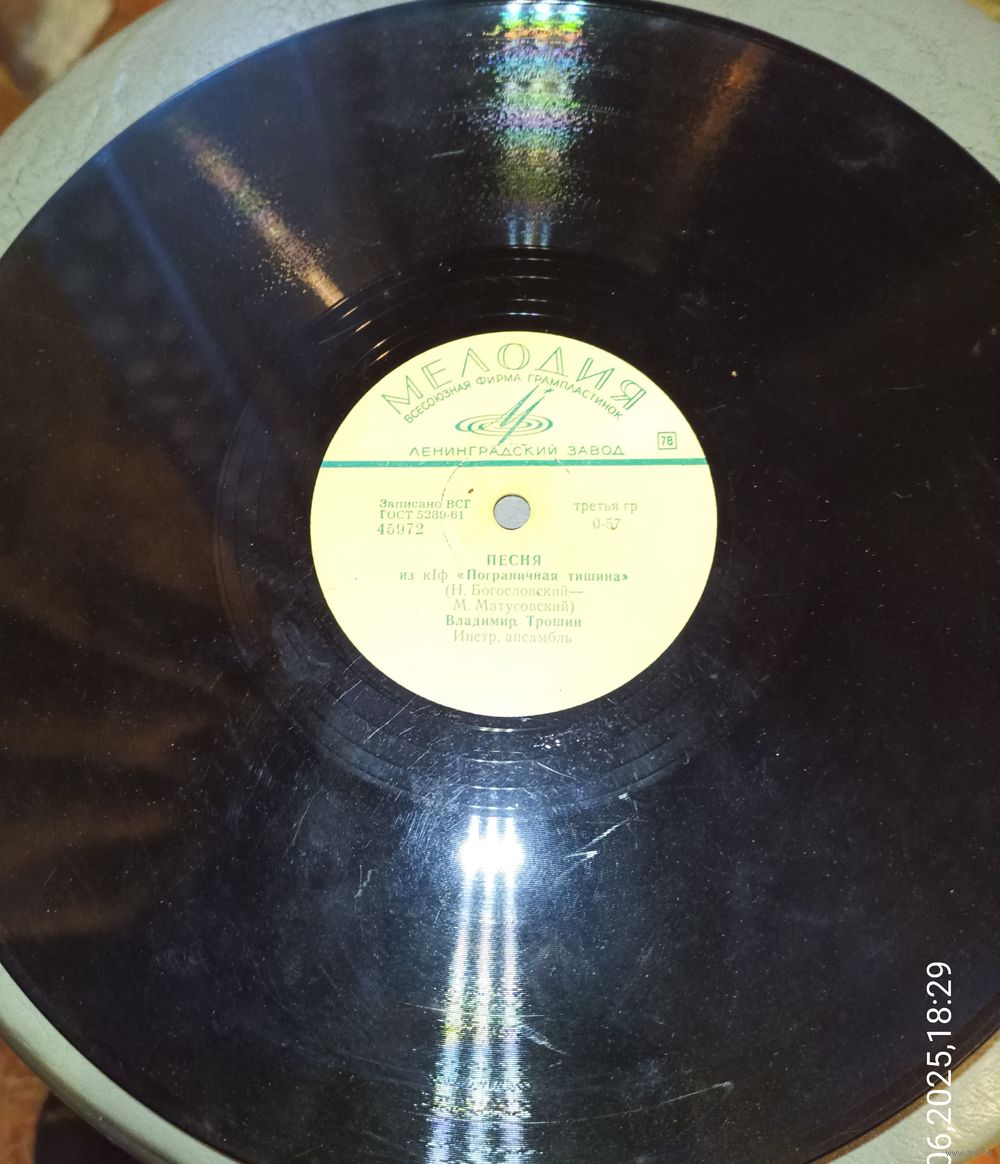 МЕЛОДИЯ
ВСЕСОЮЗНАЯ ФИРМА ГРАМПЛАСТИНОК
ЛЕНИНГРАДСКИЙ ЗАВОД
78
Записано ВСГ
ГОСТ 5289-61
45972
третья гр
0-57
ПЕСНЯ
из к1ф «Пограничная тишина»
(Н. Богословский—
М. Матусовский)
Владимир Трошин
Инстр. ансамбль
06,2025,18:29